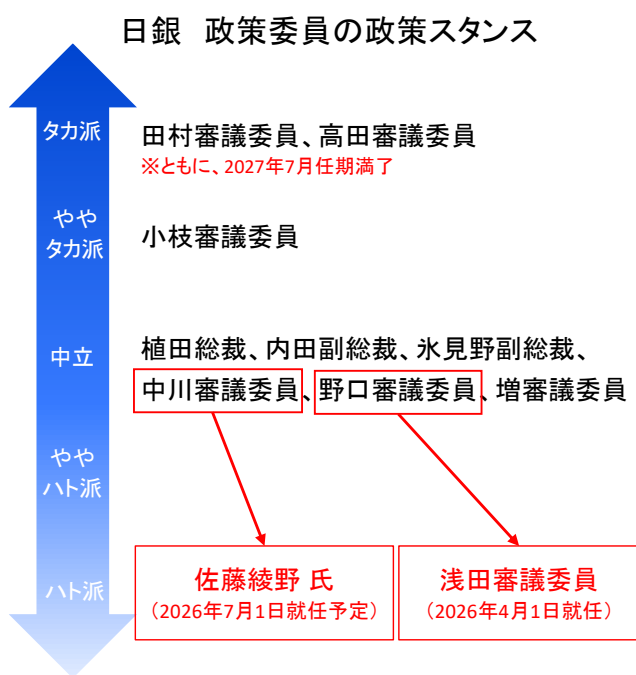 日銀 政策委員の政策スタンス
タカ派
田村審議委員、高田審議委員
※ともに、2027年7月任期満了
やや
タカ派
小枝審議委員
中立
植田総裁、内田副総裁、氷見野副総裁、
中川審議委員、野口審議委員、増審議委員
やや
ハト派
ハト派
佐藤綾野 氏
（2026年7月1日就任予定）
浅田審議委員
（2026年4月1日就任）